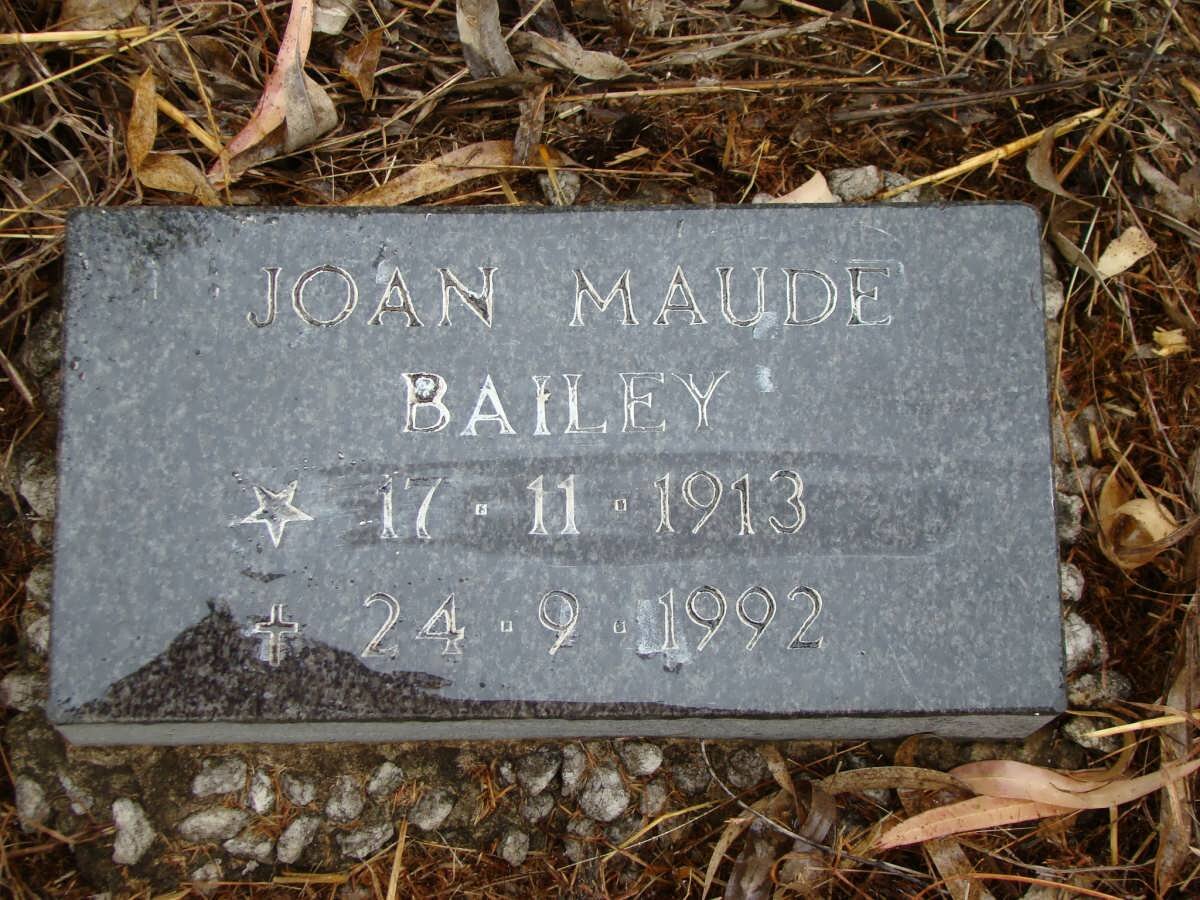 JOAN MAUDE
BAILEY
☆ 17 · 11 · 1913
✝ 24 · 9 · 1992